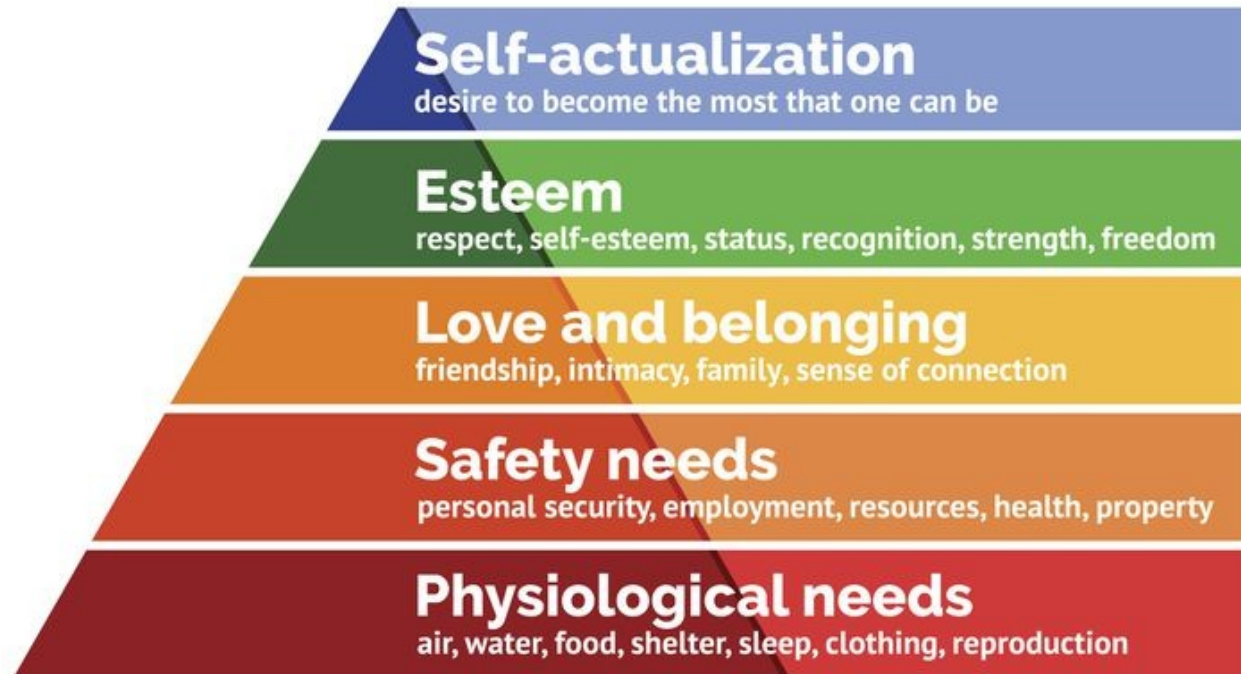 Self-actualization
desire to become the most that one can be
Esteem
respect, self-esteem, status, recognition, strength, freedom
Love and belonging
friendship, intimacy, family, sense of connection
Safety needs
personal security, employment, resources, health, property
Physiological needs
air, water, food, shelter, sleep, clothing, reproduction